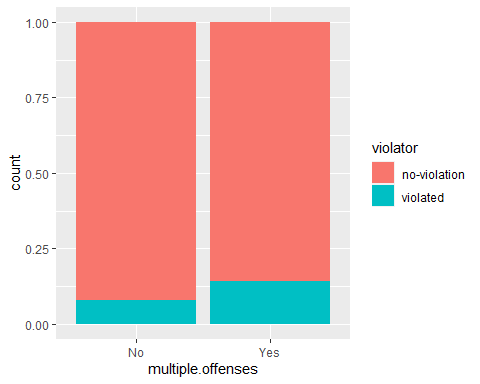 1.00
0.75
0.50
0.25
0.00
count
No
Yes
multiple.offenses
violator
no-violation
violated